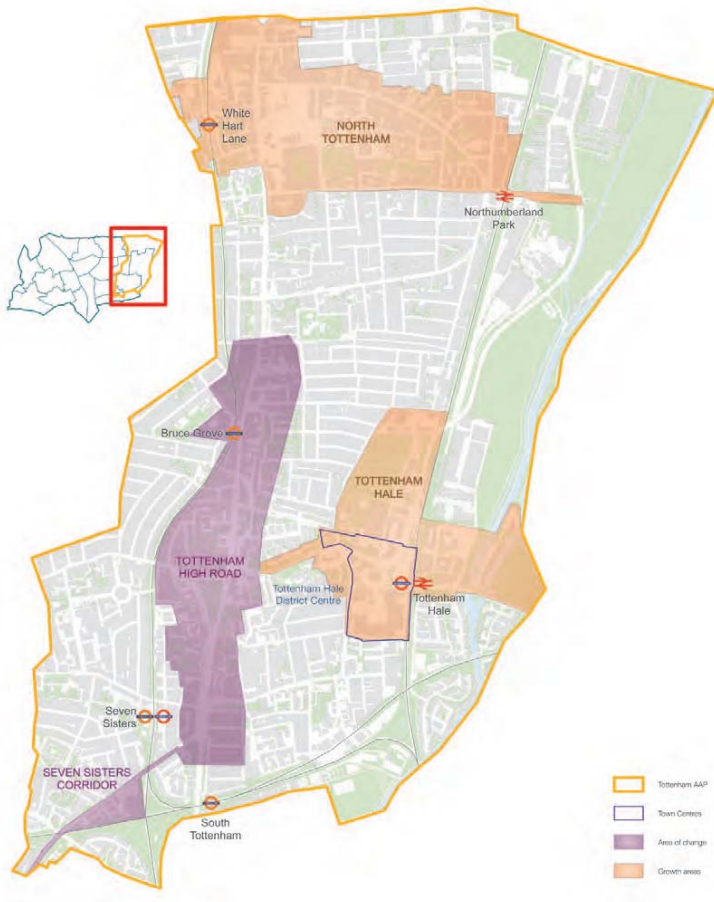 White
Hart
Lane
NORTH
TOTTENHAM
Northumberland
Park
Bruce Grove
TOTTENHAM
HALE
TOTTENHAM
HIGH ROAD
Tottenham Hale
District Centre
Tottenham
Hale
Seven
Sisters
SEVEN SISTERS
CORRIDOR
South
Tottenham
Tottenham AAP
Town Centres
Area of change
Growth areas